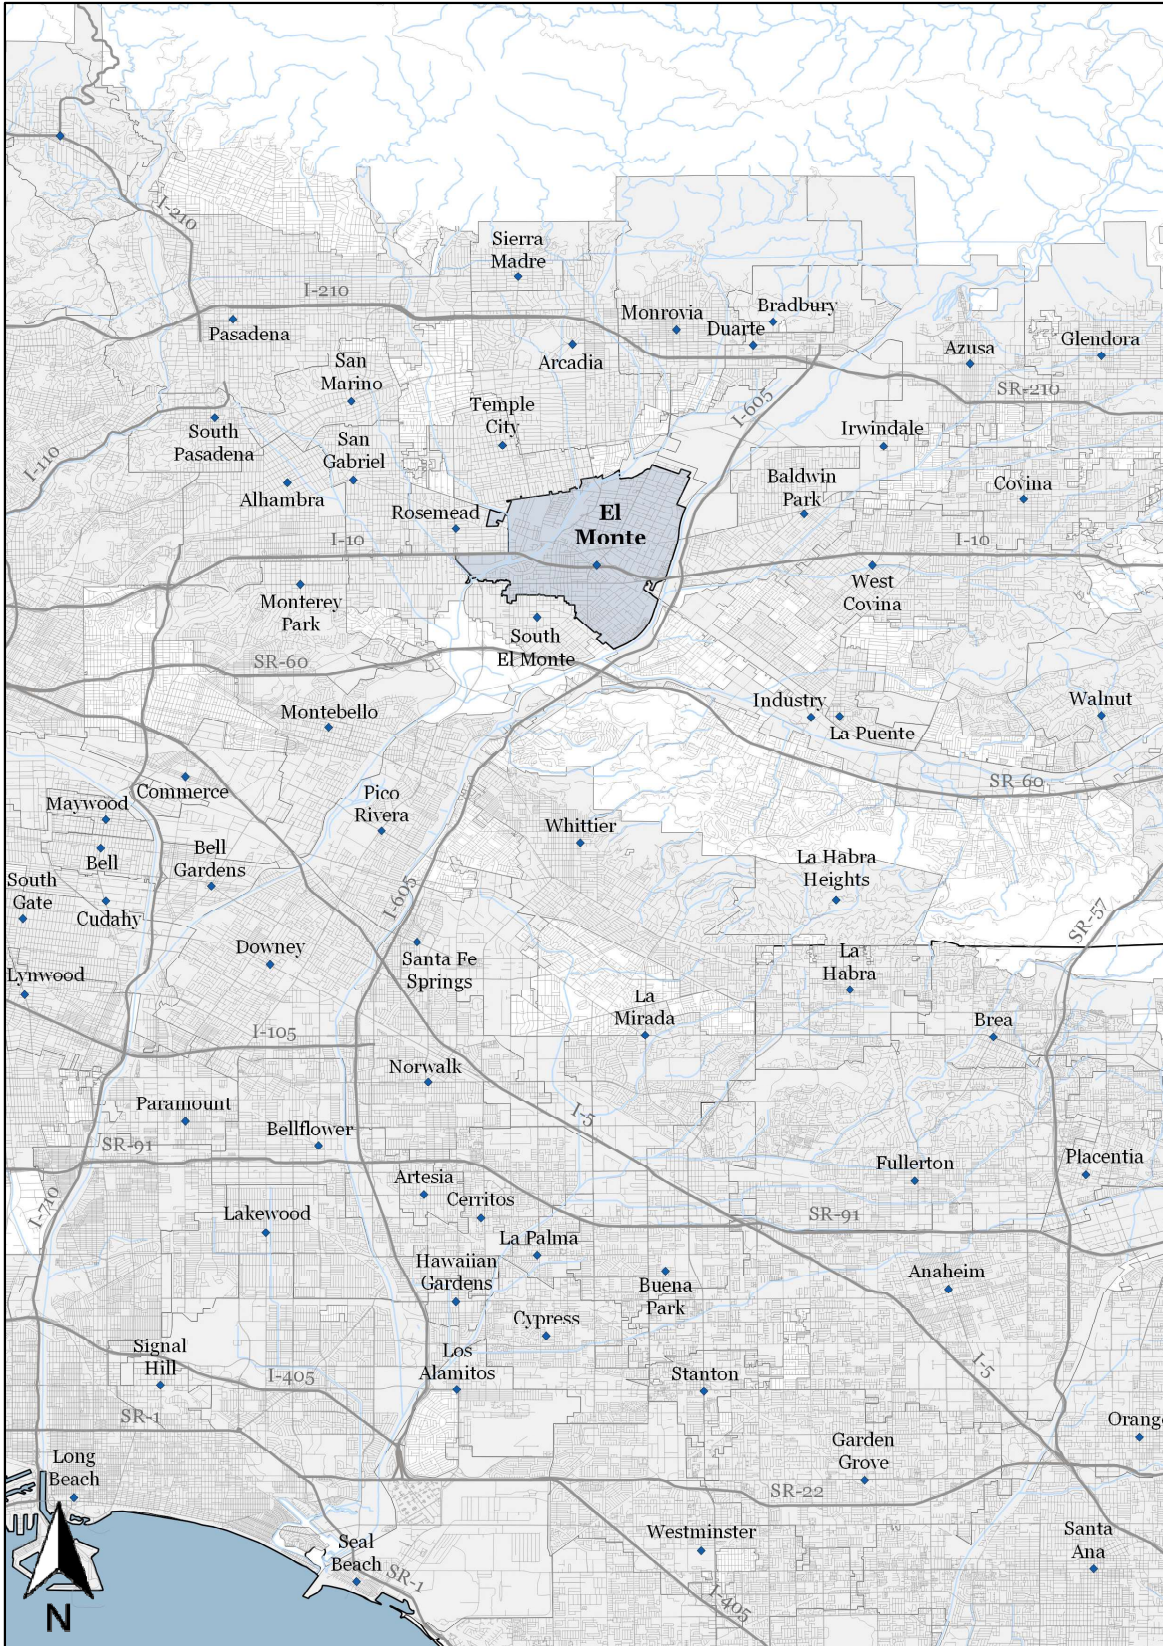 I-210
Sierra
Madre
I-210
Pasadena
Monrovia
Bradbury
Duarte
Arcadia
Azusa
Glendora
San
Marino
SR-210
I-605
Temple
City
South
Pasadena
San
Gabriel
Irwindale
I-110
Alhambra
Baldwin
Park
Covina
Rosemead
El
Monte
I-10
I-10
Monterey
Park
West
Covina
South
El Monte
SR-60
Montebello
Industry
La Puente
Walnut
SR-60
Commerce
Maywood
Pico
Rivera
Whittier
Bell
Bell
Gardens
La Habra
Heights
South
Gate
Cudahy
I-605
SR-57
Downey
Santa Fe
Springs
La
Habra
Lynwood
La
Mirada
Brea
I-105
Norwalk
Paramount
Bellflower
I-5
SR-91
Fullerton
Placentia
Artesia
Cerritos
I-710
Lakewood
SR-91
La Palma
Hawaiian
Gardens
Buena
Park
Anaheim
Cypress
Signal
Hill
Los
Alamitos
I-405
Stanton
I-5
SR-1
Orang
Garden
Grove
Long
Beach
SR-22
Westminster
Seal
Beach
SR-1
Santa
Ana
I-405
N